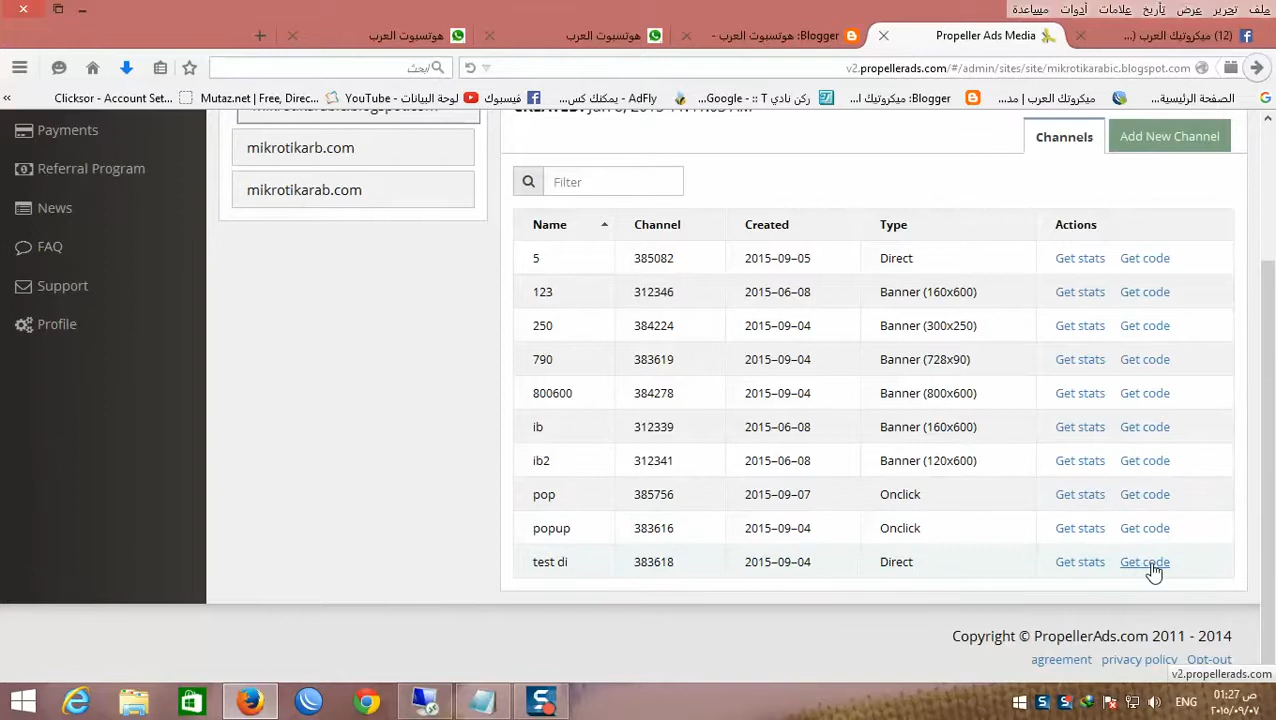 ملف تحرير عرض تأريخ علامات أدوات مساعدة
(12) ميكروتيك العرب (...
Propeller Ads Media
Blogger: هوتسبوت العرب -
هوتسبوت العرب
هوتسبوت العرب
v2.propellerads.com/#/admin/sites/site/mikrotikarabic.blogspot.com
ابحث
الصفحة الرئيسية...
ميكروتك العرب | مد...
Blogger: ميكروتيك ا...
ركن نادي T :: - Google...
AdFly - يمكنك كس...
فيسبوك
لوحة البيانات - YouTube
Mutaz.net | Free, Direc...
Clicksor - Account Set...
Payments
Referral Program
News
FAQ
Support
Profile
mikrotikarb.com
mikrotikarab.com
Channels
Add New Channel
Filter
Name Channel Created Type Actions
5 385082 2015-09-05 Direct Get stats Get code
123 312346 2015-06-08 Banner (160x600) Get stats Get code
250 384224 2015-09-04 Banner (300x250) Get stats Get code
790 383619 2015-09-04 Banner (728x90) Get stats Get code
800600 384278 2015-09-04 Banner (800x600) Get stats Get code
ib 312339 2015-06-08 Banner (160x600) Get stats Get code
ib2 312341 2015-06-08 Banner (120x600) Get stats Get code
pop 385756 2015-09-07 Onclick Get stats Get code
popup 383616 2015-09-04 Onclick Get stats Get code
test di 383618 2015-09-04 Direct Get stats Get code
Copyright © PropellerAds.com 2011 - 2014
agreement privacy policy Opt-out
v2.propellerads.com
ENG
01:27 ص
٢٠١٥/٠٩/٠٧